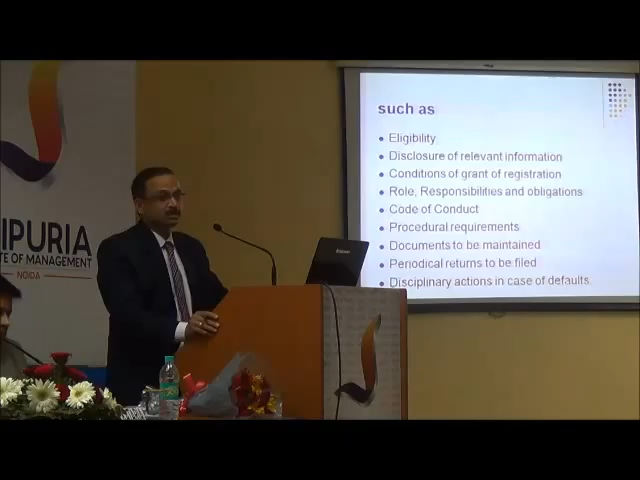 IPURIA
TE OF MANAGEMENT
NOIDA
such as
Eligibility
Disclosure of relevant information
Conditions of grant of registration
Role, Responsibilities and obligations
Code of Conduct
Procedural requirements
Documents to be maintained
Periodical returns to be filed
Disciplinary actions in case of defaults.
lenovo